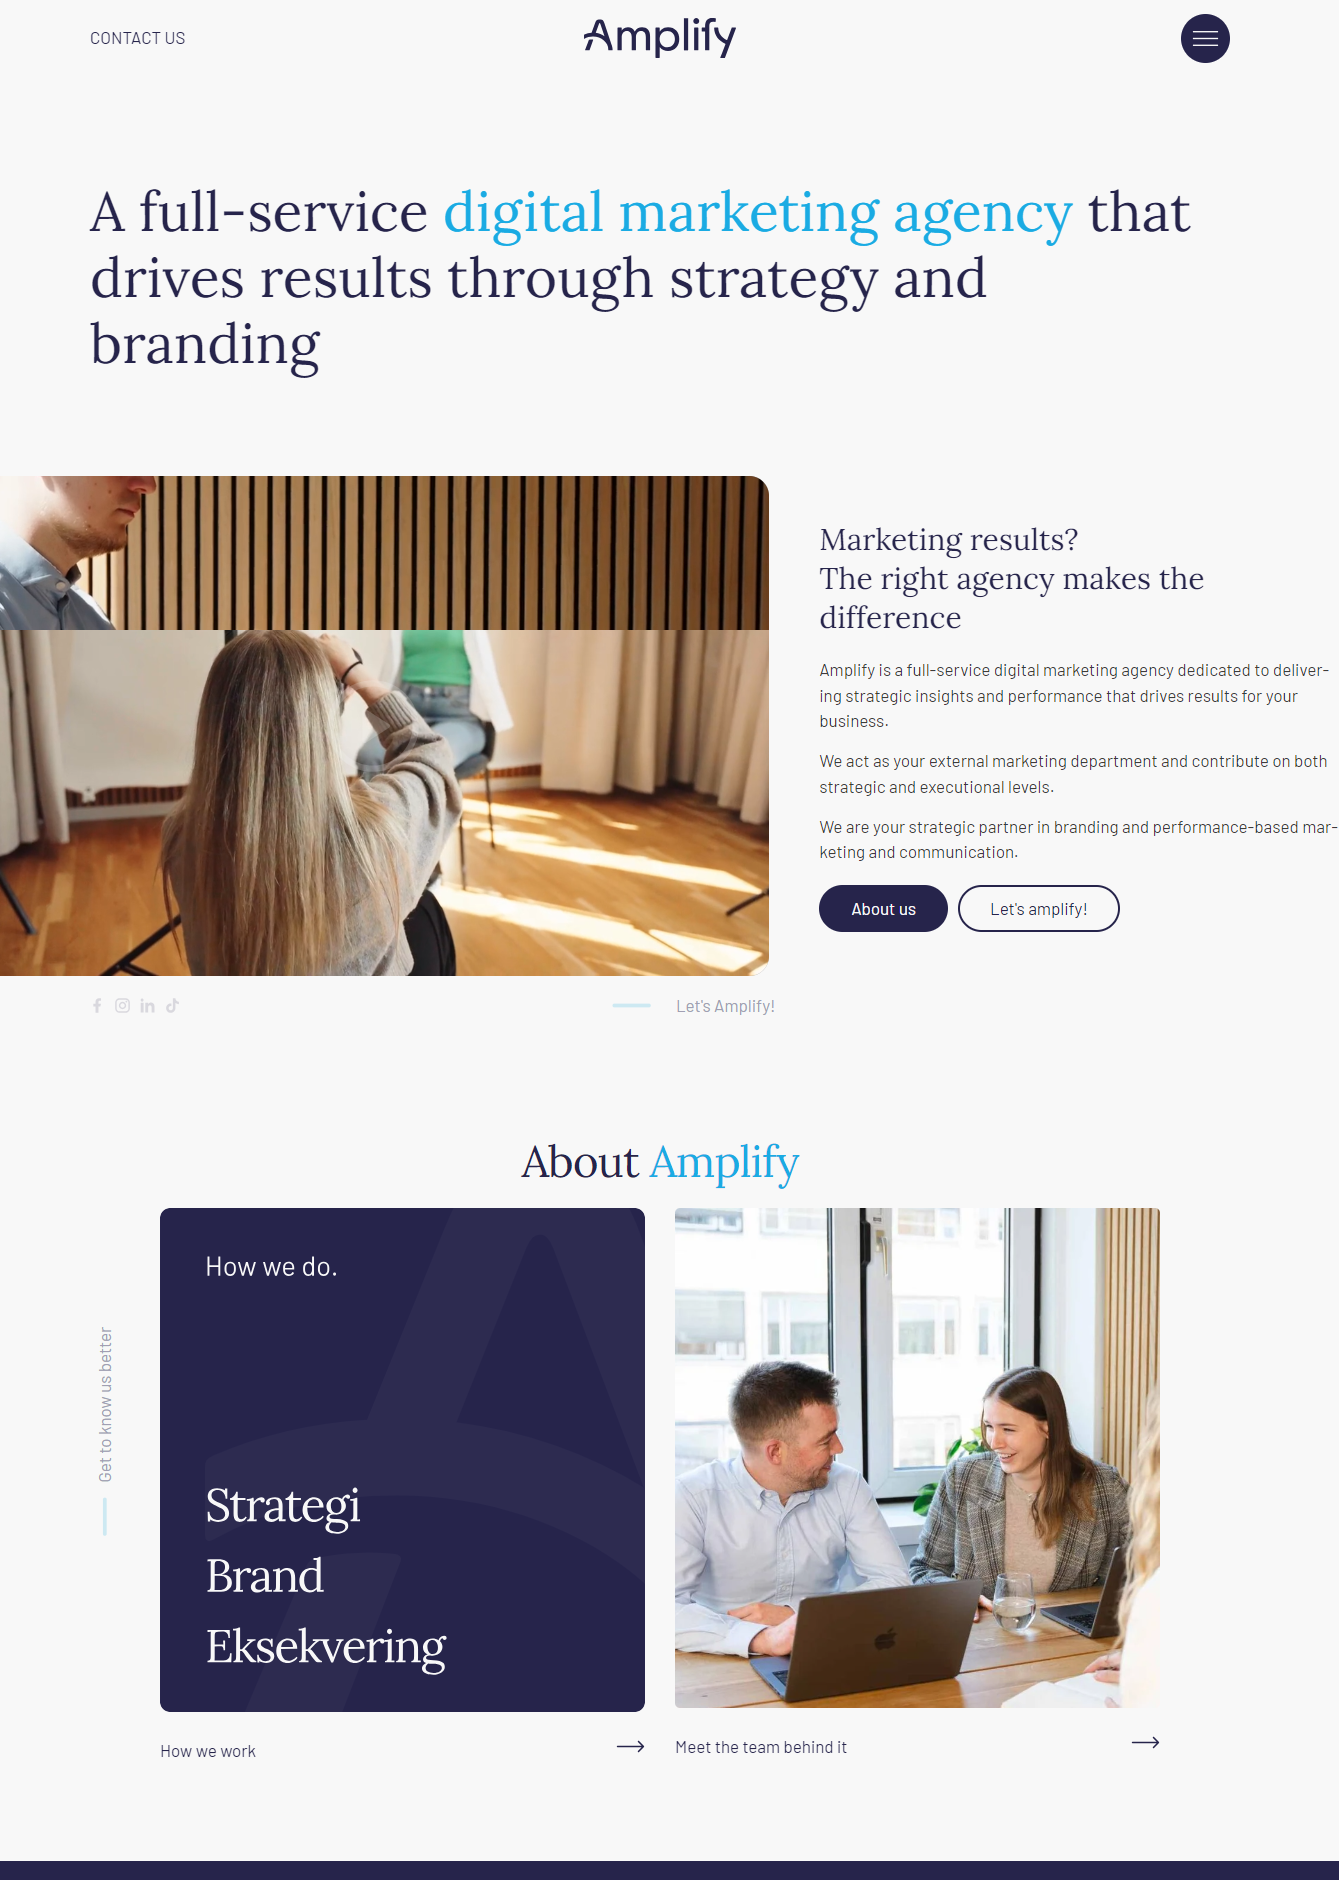 CONTACT US
Amplify
A full-service digital marketing agency that
drives results through strategy and
branding
Marketing results?
The right agency makes the
difference
Amplify is a full-service digital marketing agency dedicated to deliver-
ing strategic insights and performance that drives results for your
business.
We act as your external marketing department and contribute on both
strategic and executional levels.
We are your strategic partner in branding and performance-based mar-
keting and communication.
About us
Let's amplify!
Let's Amplify!
About Amplify
Get to know us better
How we do.
Strategi
Brand
Eksekvering
How we work
Meet the team behind it